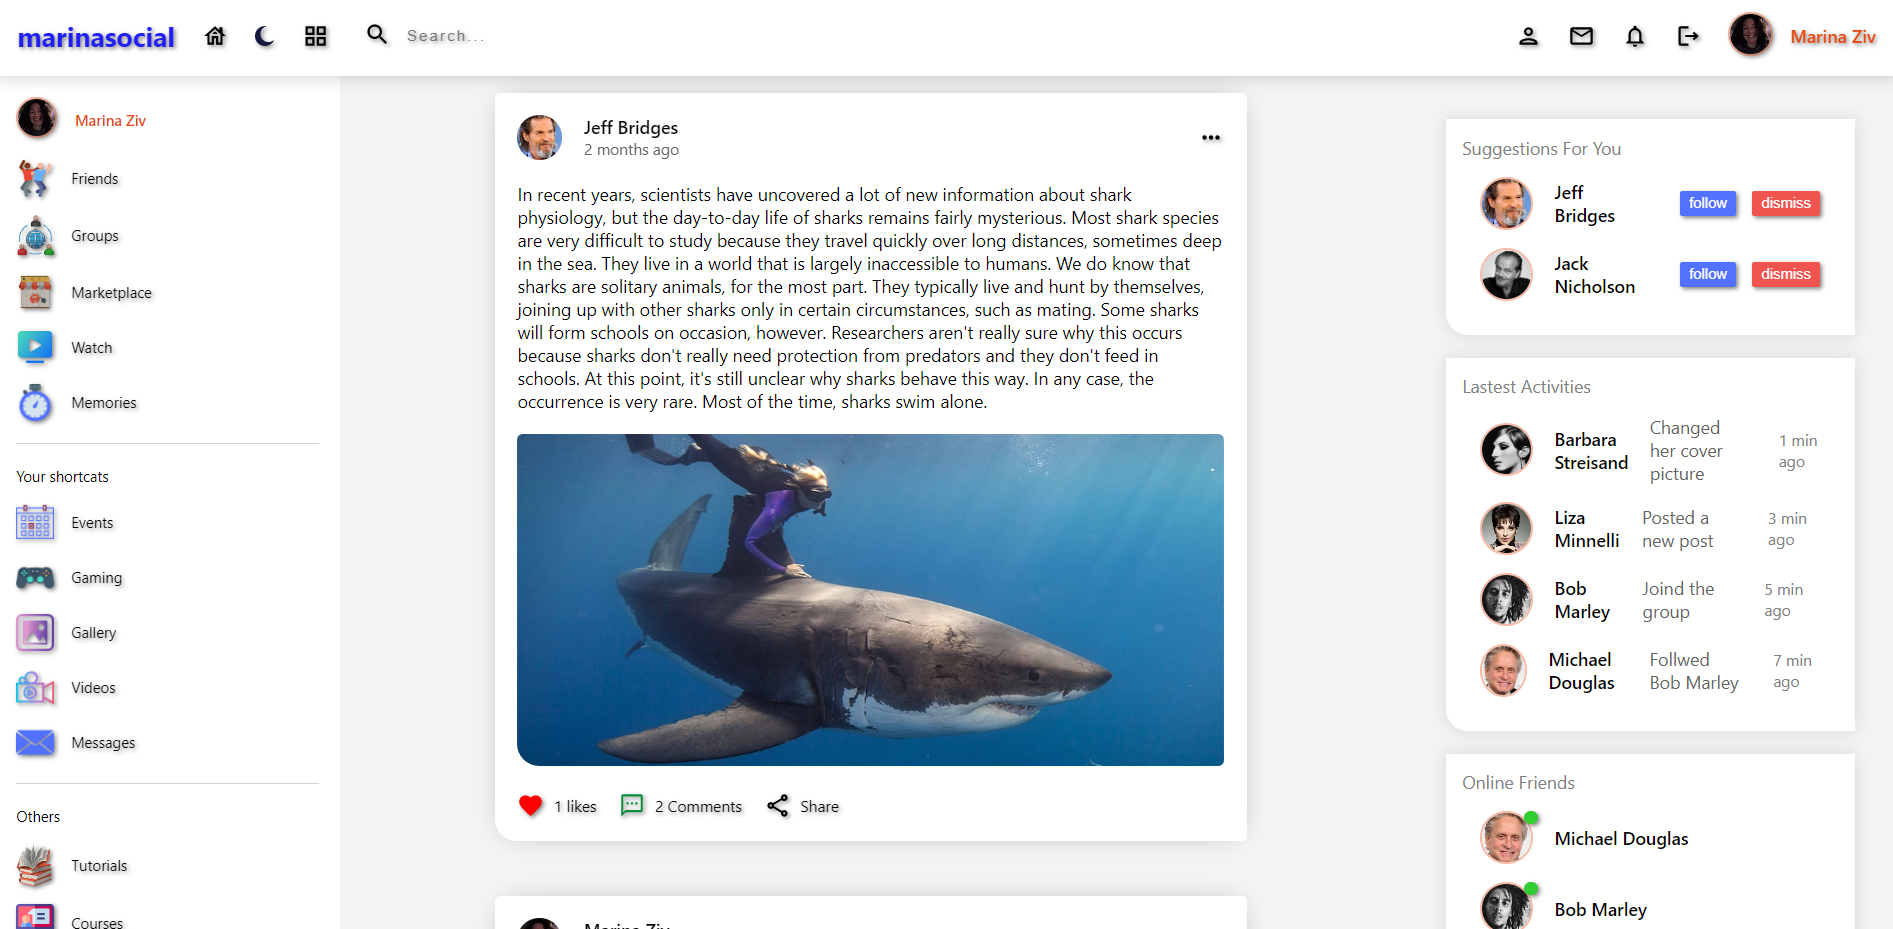 marinasocial
Search...
Marina Ziv
Marina Ziv
Friends
Groups
Marketplace
Watch
Memories
Your shortcats
Events
Gaming
Gallery
Videos
Messages
Others
Tutorials
Courses
Jeff Bridges
2 months ago
In recent years, scientists have uncovered a lot of new information about shark
physiology, but the day-to-day life of sharks remains fairly mysterious. Most shark species
are very difficult to study because they travel quickly over long distances, sometimes deep
in the sea. They live in a world that is largely inaccessible to humans. We do know that
sharks are solitary animals, for the most part. They typically live and hunt by themselves,
joining up with other sharks only in certain circumstances, such as mating. Some sharks
will form schools on occasion, however. Researchers aren't really sure why this occurs
because sharks don't really need protection from predators and they don't feed in
schools. At this point, it's still unclear why sharks behave this way. In any case, the
occurrence is very rare. Most of the time, sharks swim alone.
1 likes
2 Comments
Share
Marina Ziv
Suggestions For You
Jeff
Bridges
follow
dismiss
Jack
Nicholson
follow
dismiss
Lastest Activities
Barbara
Streisand
Changed
her cover
picture
1 min
ago
Liza
Minnelli
Posted a
new post
3 min
ago
Bob
Marley
Joind the
group
5 min
ago
Michael
Douglas
Follwed
Bob Marley
7 min
ago
Online Friends
Michael Douglas
Bob Marley